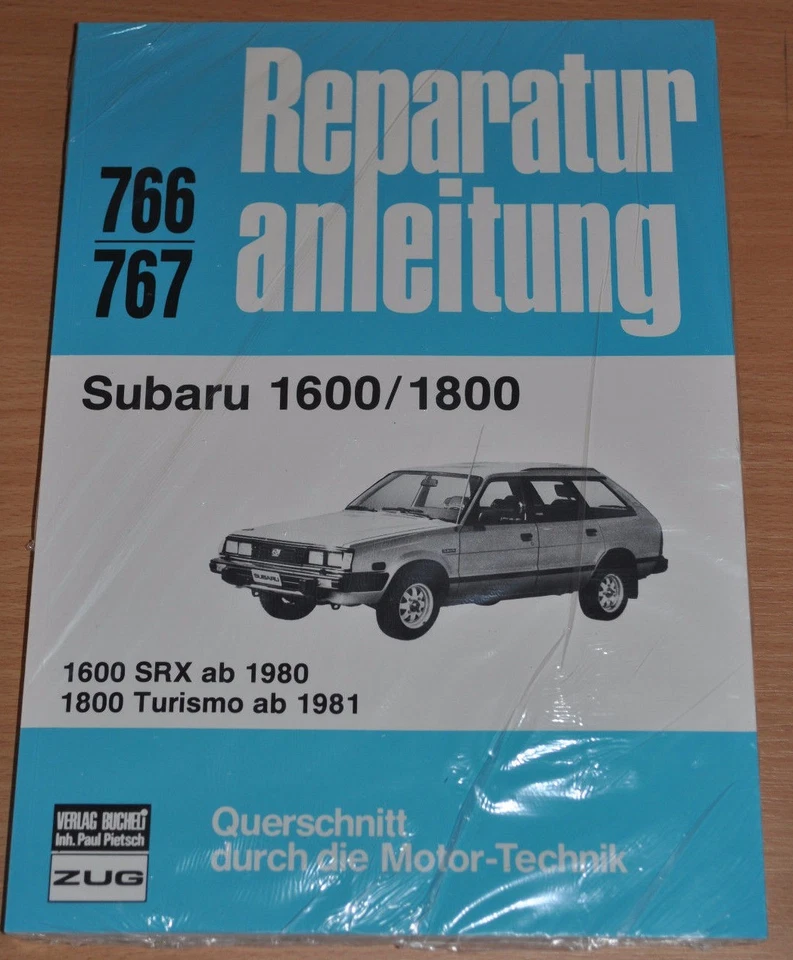 Reparatur
anleitung
766
767
Subaru 1600/1800
SUBARU
1600 SRX ab 1980
1800 Turismo ab 1981
VERLAG BUCHELI
Inh. Paul Pietsch
ZUG
Querschnitt
durch die Motor-Technik